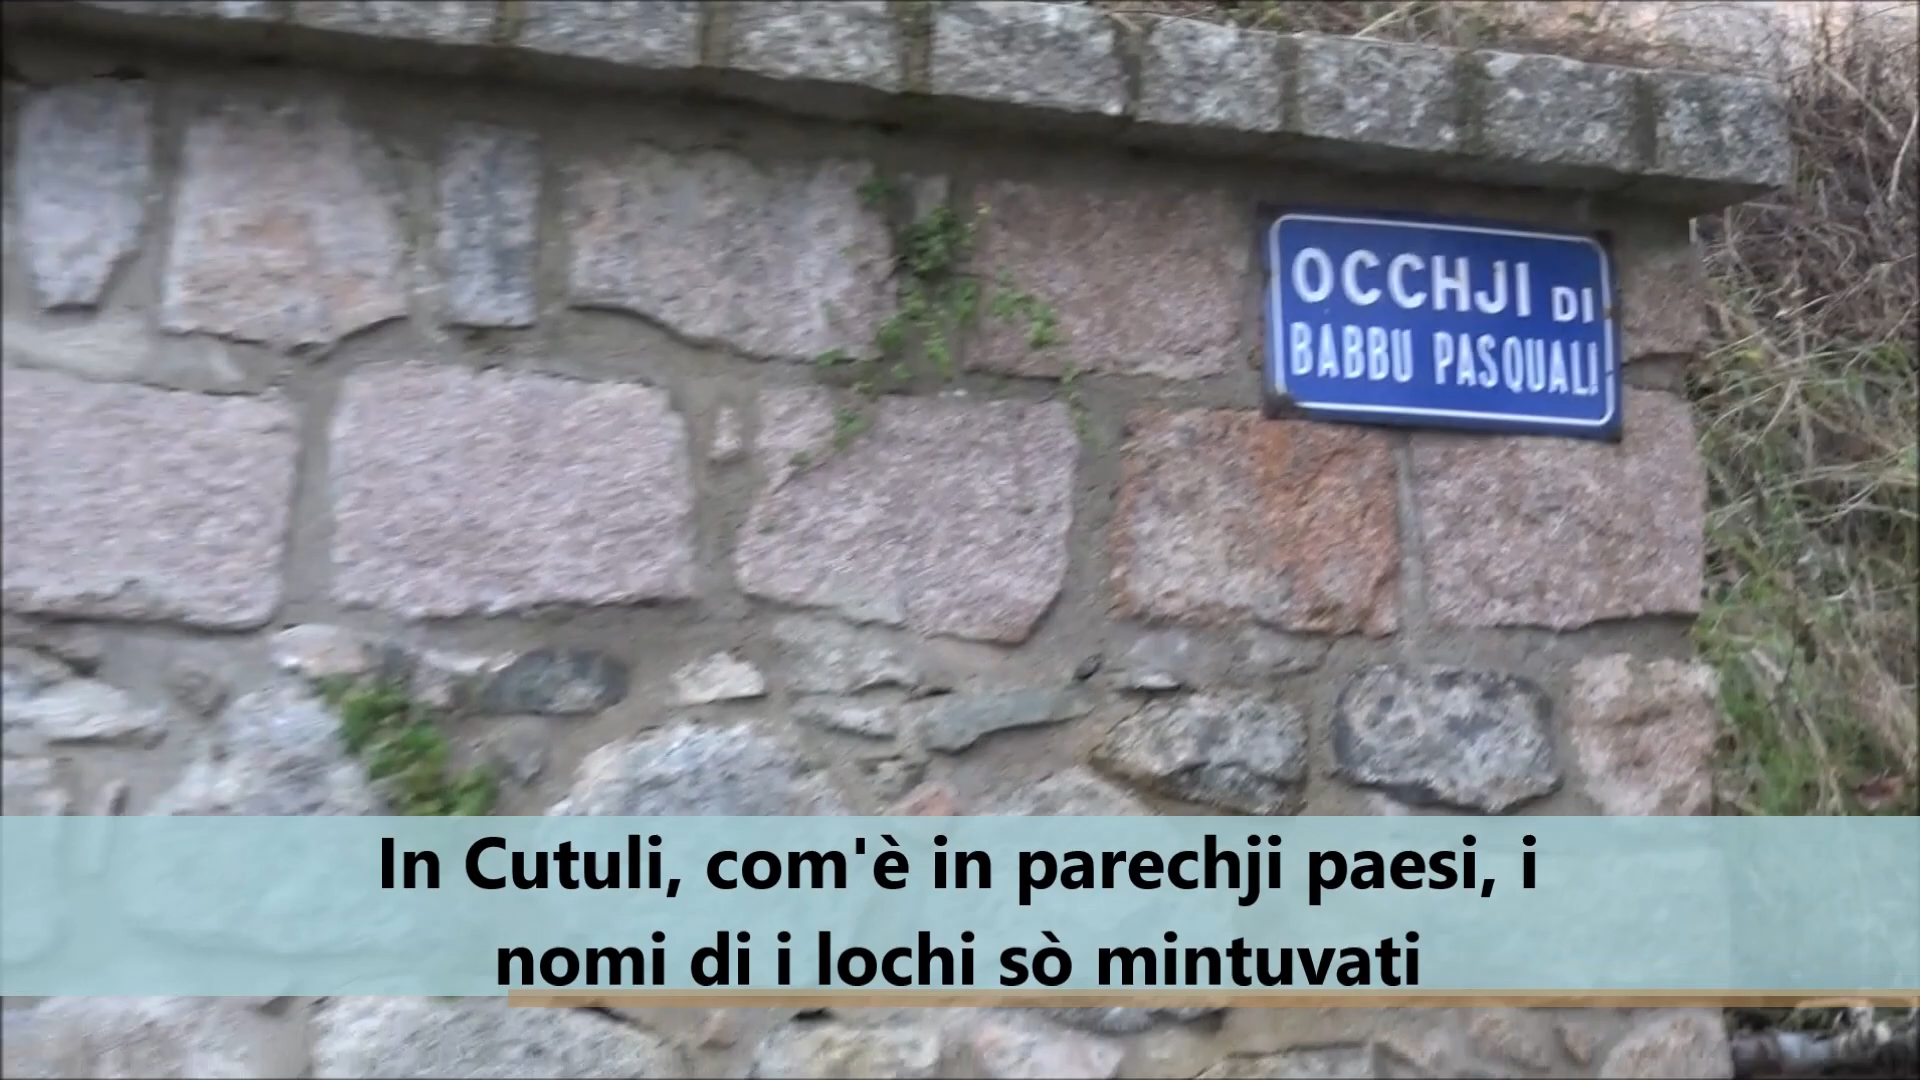 OCCHJI DI
BABBU PASQUALI
In Cutuli, com'è in parechji paesi, i
nomi di i lochi sò mintuvati